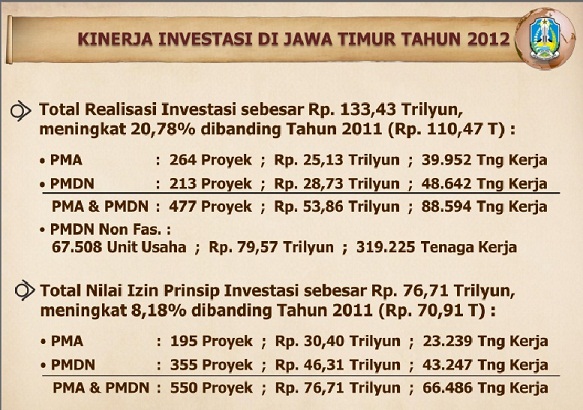 KINERJA INVESTASI DI JAWA TIMUR TAHUN 2012
Total Realisasi Investasi sebesar Rp. 133,43 Trilyun,
meningkat 20,78% dibanding Tahun 2011 (Rp. 110,47 T) :
• PMA : 264 Proyek ; Rp. 25,13 Trilyun ; 39.952 Tng Kerja
• PMDN : 213 Proyek ; Rp. 28,73 Trilyun ; 48.642 Tng Kerja
PMA & PMDN : 477 Proyek ; Rp. 53,86 Trilyun ; 88.594 Tng Kerja
• PMDN Non Fas. :
67.508 Unit Usaha ; Rp. 79,57 Trilyun ; 319.225 Tenaga Kerja
Total Nilai Izin Prinsip Investasi sebesar Rp. 76,71 Trilyun,
meningkat 8,18% dibanding Tahun 2011 (Rp. 70,91 T) :
• PMA : 195 Proyek ; Rp. 30,40 Trilyun ; 23.239 Tng Kerja
• PMDN : 355 Proyek ; Rp. 46,31 Trilyun ; 43.247 Tng Kerja
PMA & PMDN : 550 Proyek ; Rp. 76,71 Trilyun ; 66.486 Tng Kerja